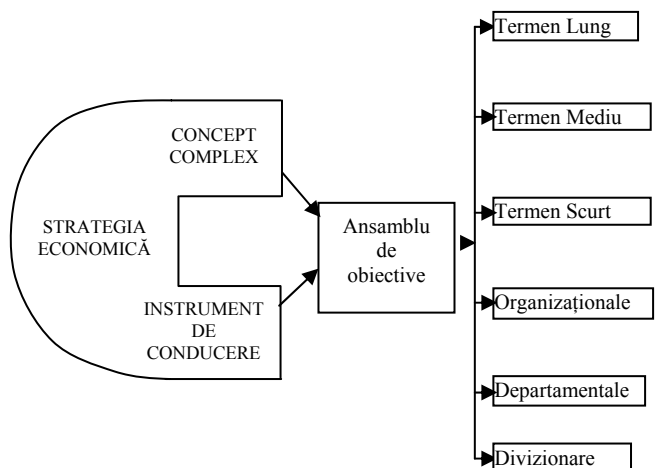 CONCEPT
COMPLEX
STRATEGIA
ECONOMICĂ
INSTRUMENT
DE
CONDUCERE
Ansamblu
de
obiective
Termen Lung
Termen Mediu
Termen Scurt
Organizaționale
Departamentale
Divizionare